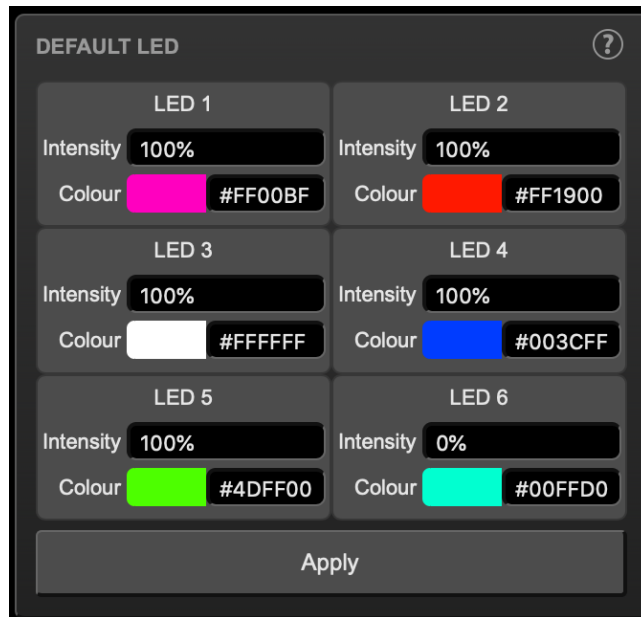 DEFAULT LED ?
LED 1
Intensity 100%
Colour #FF00BF
LED 2
Intensity 100%
Colour #FF1900
LED 3
Intensity 100%
Colour #FFFFFF
LED 4
Intensity 100%
Colour #003CFF
LED 5
Intensity 100%
Colour #4DFF00
LED 6
Intensity 0%
Colour #00FFD0
Apply